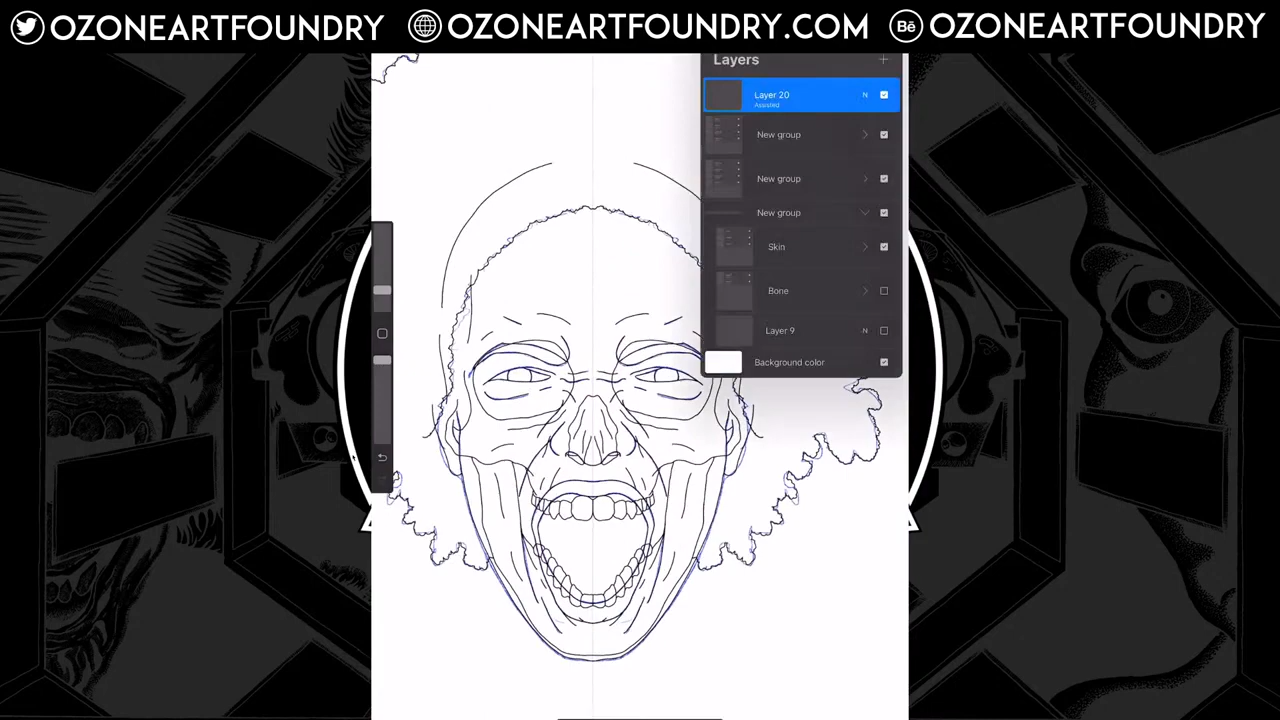 OZONEARTFOUNDRY OZONEARTFOUNDRY.COM Bē OZONEARTFOUNDRY
Layers
Layer 20 N
Assisted
New group
New group
New group
Skin
Bone
Layer 9 N
Background color